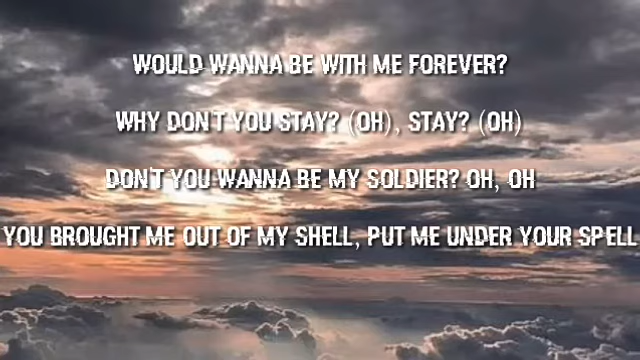 WOULD WANNA BE WITH ME FOREVER?
WHY DON'T YOU STAY? (OH), STAY? (OH)
DON'T YOU WANNA BE MY SOLDIER? OH, OH
YOU BROUGHT ME OUT OF MY SHELL, PUT ME UNDER YOUR SPELL